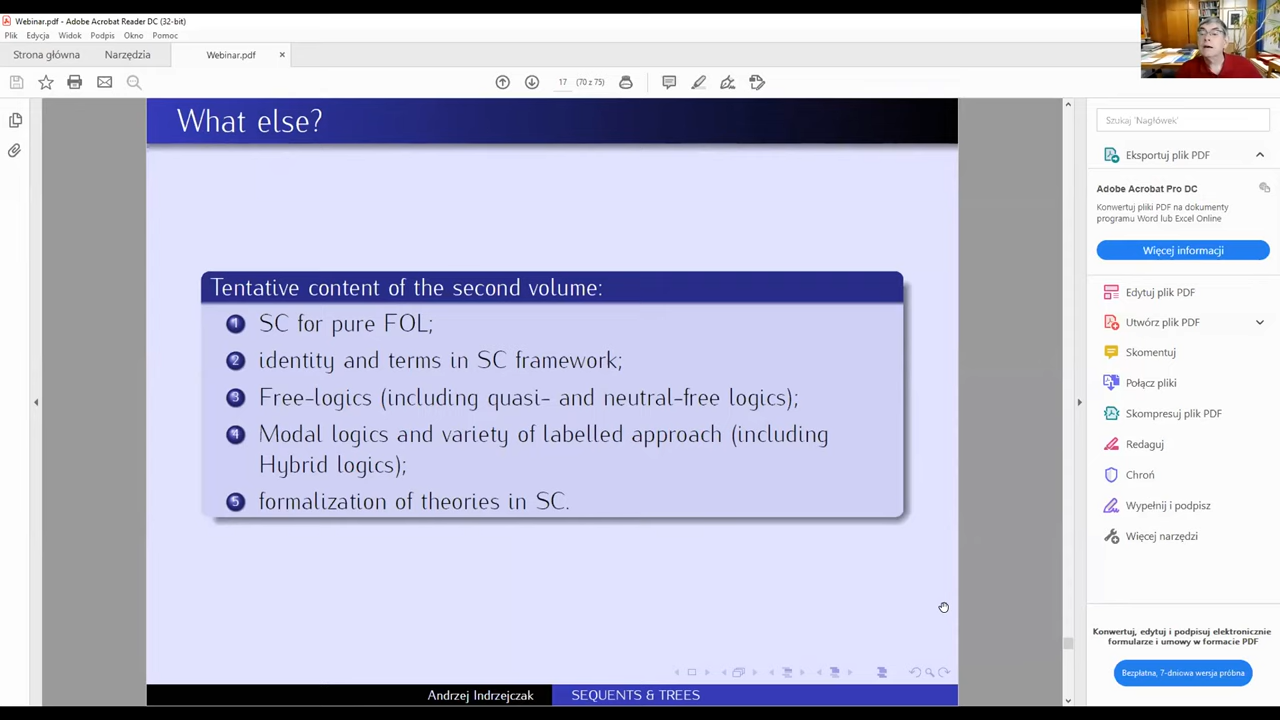 Webinar.pdf - Adobe Acrobat Reader DC (32-bit)
Plik Edycja Widok Podpis Okno Pomoc
Strona główna Narzędzia Webinar.pdf ×
17 (70 z 75)
What else?
Tentative content of the second volume:
1 SC for pure FOL;
2 identity and terms in SC framework;
3 Free-logics (including quasi- and neutral-free logics);
4 Modal logics and variety of labelled approach (including
Hybrid logics);
5 formalization of theories in SC.
Andrzej Indrzejczak SEQUENTS & TREES
Szukaj 'Nagłówek'
Eksportuj plik PDF
Adobe Acrobat Pro DC
Konwertuj pliki PDF na dokumenty
programu Word lub Excel Online
Więcej informacji
Edytuj plik PDF
Utwórz plik PDF
Skomentuj
Połącz pliki
Skompresuj plik PDF
Redaguj
Chroń
Wypełnij i podpisz
Więcej narzędzi
Konwertuj, edytuj i podpisuj elektronicznie
formularze i umowy w formacie PDF
Bezpłatna, 7-dniowa wersja próbna